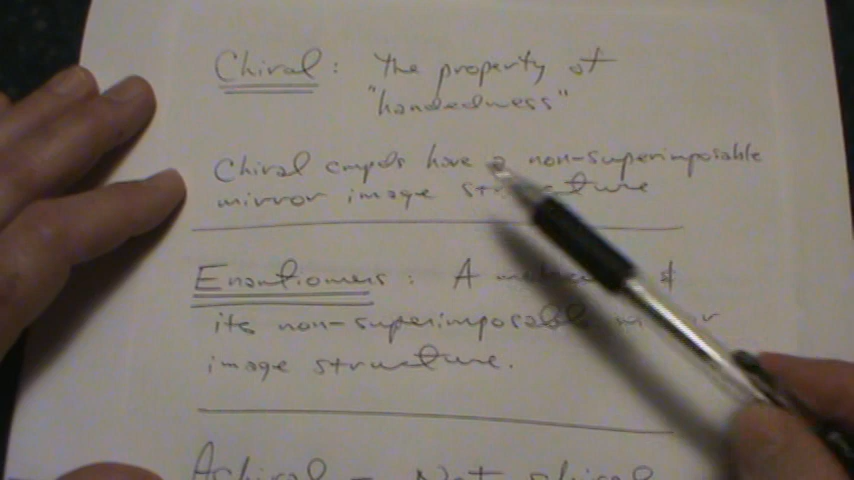 Chiral : The property of
"handedness"
Chiral cmpds have a non-superimposable
mirror image structure
Enantiomers : A &
its non-superimposable
image structure.
Achiral - Not chiral